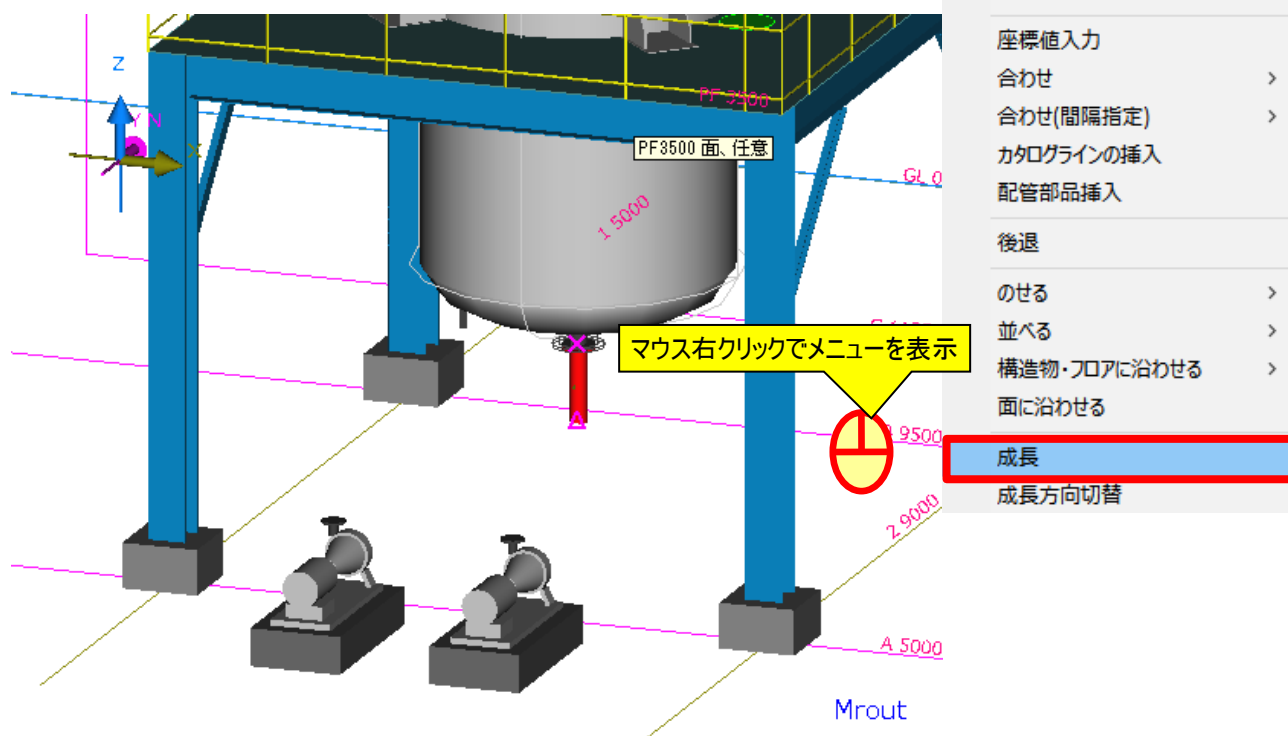 Z
Y N
X
PF 3500
PF3500 面、任意
GL 0
1 5000
マウス右クリックでメニューを表示
9500
2 9000
A 5000
Mrout
座標値入力
合わせ
合わせ(間隔指定)
カタログラインの挿入
配管部品挿入
後退
のせる
並べる
構造物・フロアに沿わせる
面に沿わせる
成長
成長方向切替